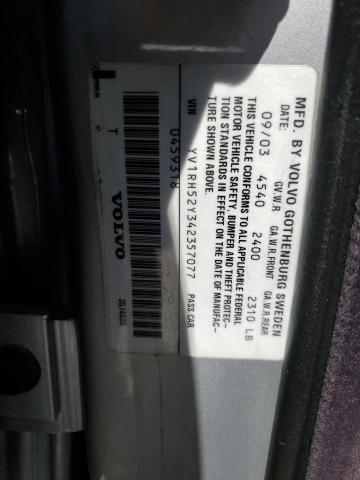 MFD. BY VOLVO GOTHENBURG SWEDEN
DATE: G.V.W.R GA.W.R.FRONT GA.W.R.REAR
09/03 4540 2400 2310 LB
THIS VEHICLE CONFORMS TO ALL APPLICABLE FEDERAL
MOTOR VEHICLE SAFETY, BUMPER AND THEFT PROTEC-
TION STANDARDS IN EFFECT ON THE DATE OF MANUFAC-
TURE SHOWN ABOVE.
VIN YV1RH52Y342357077 PASS CAR
0459318
T VOLVO 3514635